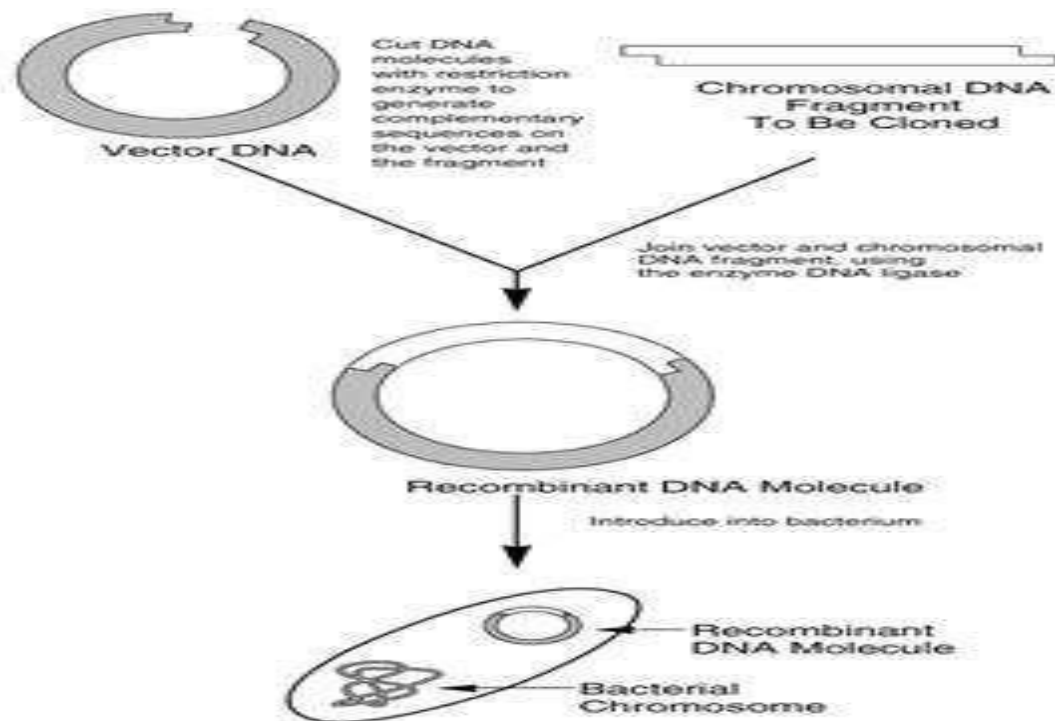 Cut DNA
molecules
with restriction
enzyme to
generate
complementary
sequences on
the vector and
the fragment
Vector DNA
Chromosomal DNA
Fragment
To Be Cloned
Join vector and chromosomal
DNA fragment, using
the enzyme DNA ligase
Recombinant DNA Molecule
Introduce into bacterium
Recombinant
DNA Molecule
Bacterial
Chromosome